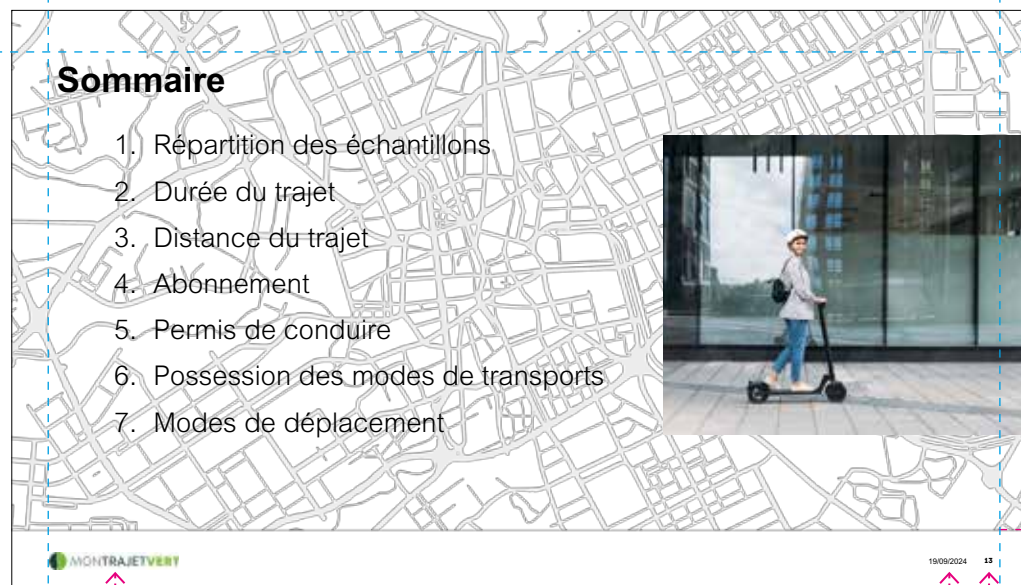 Sommaire
1. Répartition des échantillons
2. Durée du trajet
3. Distance du trajet
4. Abonnement
5. Permis de conduire
6. Possession des modes de transports
7. Modes de déplacement
MONTRAJETVERT
19/09/2024 13